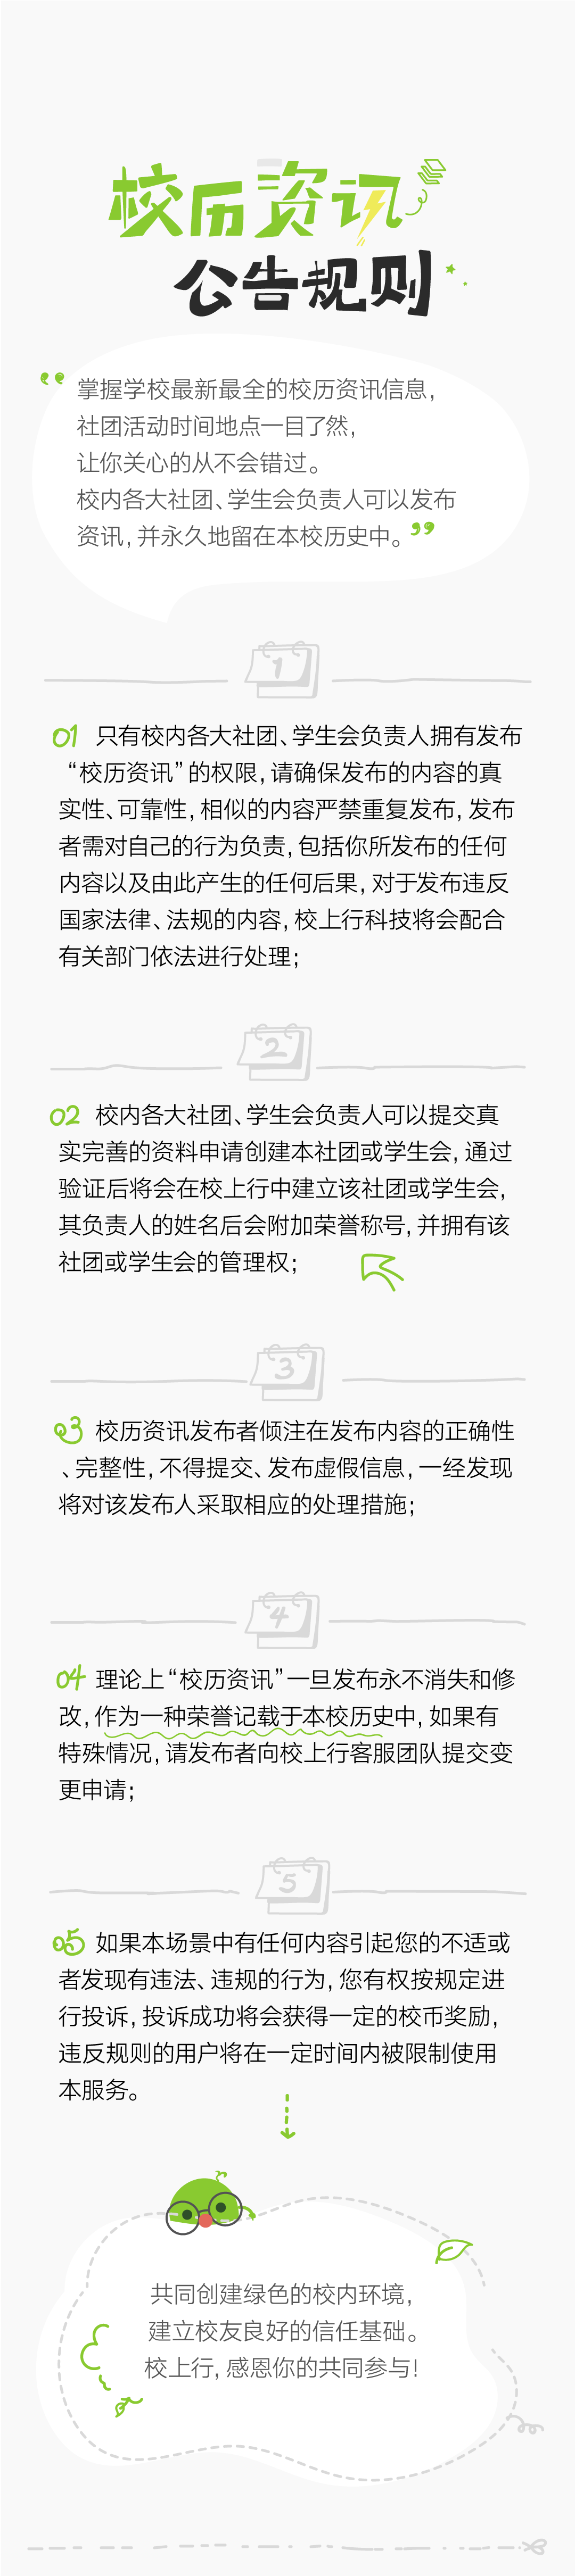 校历资讯
公告规则
“掌握学校最新最全的校历资讯信息,
社团活动时间地点一目了然,
让你关心的从不会错过。
校内各大社团、学生会负责人可以发布
资讯,并永久地留在本校历史中。”
1
01 只有校内各大社团、学生会负责人拥有发布
“校历资讯”的权限,请确保发布的内容的真
实性、可靠性,相似的内容严禁重复发布,发布
者需对自己的行为负责,包括你所发布的任何
内容以及由此产生的任何后果,对于发布违反
国家法律、法规的内容,校上行科技将会配合
有关部门依法进行处理;
2
02 校内各大社团、学生会负责人可以提交真
实完善的资料申请创建本社团或学生会,通过
验证后将会在校上行中建立该社团或学生会,
其负责人的姓名后会附加荣誉称号,并拥有该
社团或学生会的管理权;
3
03 校历资讯发布者倾注在发布内容的正确性
、完整性,不得提交、发布虚假信息,一经发现
将对该发布人采取相应的处理措施;
4
04 理论上“校历资讯”一旦发布永不消失和修
改,作为一种荣誉记载于本校历史中,如果有
特殊情况,请发布者向校上行客服团队提交变
更申请;
5
05 如果本场景中有任何内容引起您的不适或
者发现有违法、违规的行为,您有权按规定进
行投诉,投诉成功将会获得一定的校币奖励,
违反规则的用户将在一定时间内被限制使用
本服务。
共同创建绿色的校内环境,
建立校友良好的信任基础。
校上行,感恩你的共同参与!